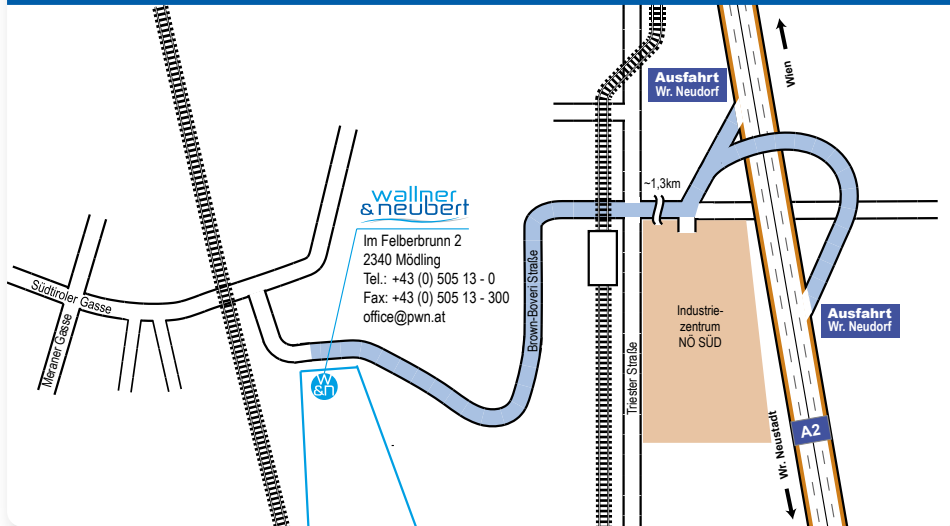 Wien
Ausfahrt
Wr. Neudorf
~1,3km
wallner
& neubert
Im Felberbrunn 2
2340 Mödling
Tel.: +43 (0) 505 13 - 0
Fax: +43 (0) 505 13 - 300
office@pwn.at
Brown-Boveri Straße
Südtiroler Gasse
Meraner Gasse
Industrie-
zentrum
NÖ SÜD
Ausfahrt
Wr. Neudorf
Triester Straße
w
&n
Wr. Neustadt
A2